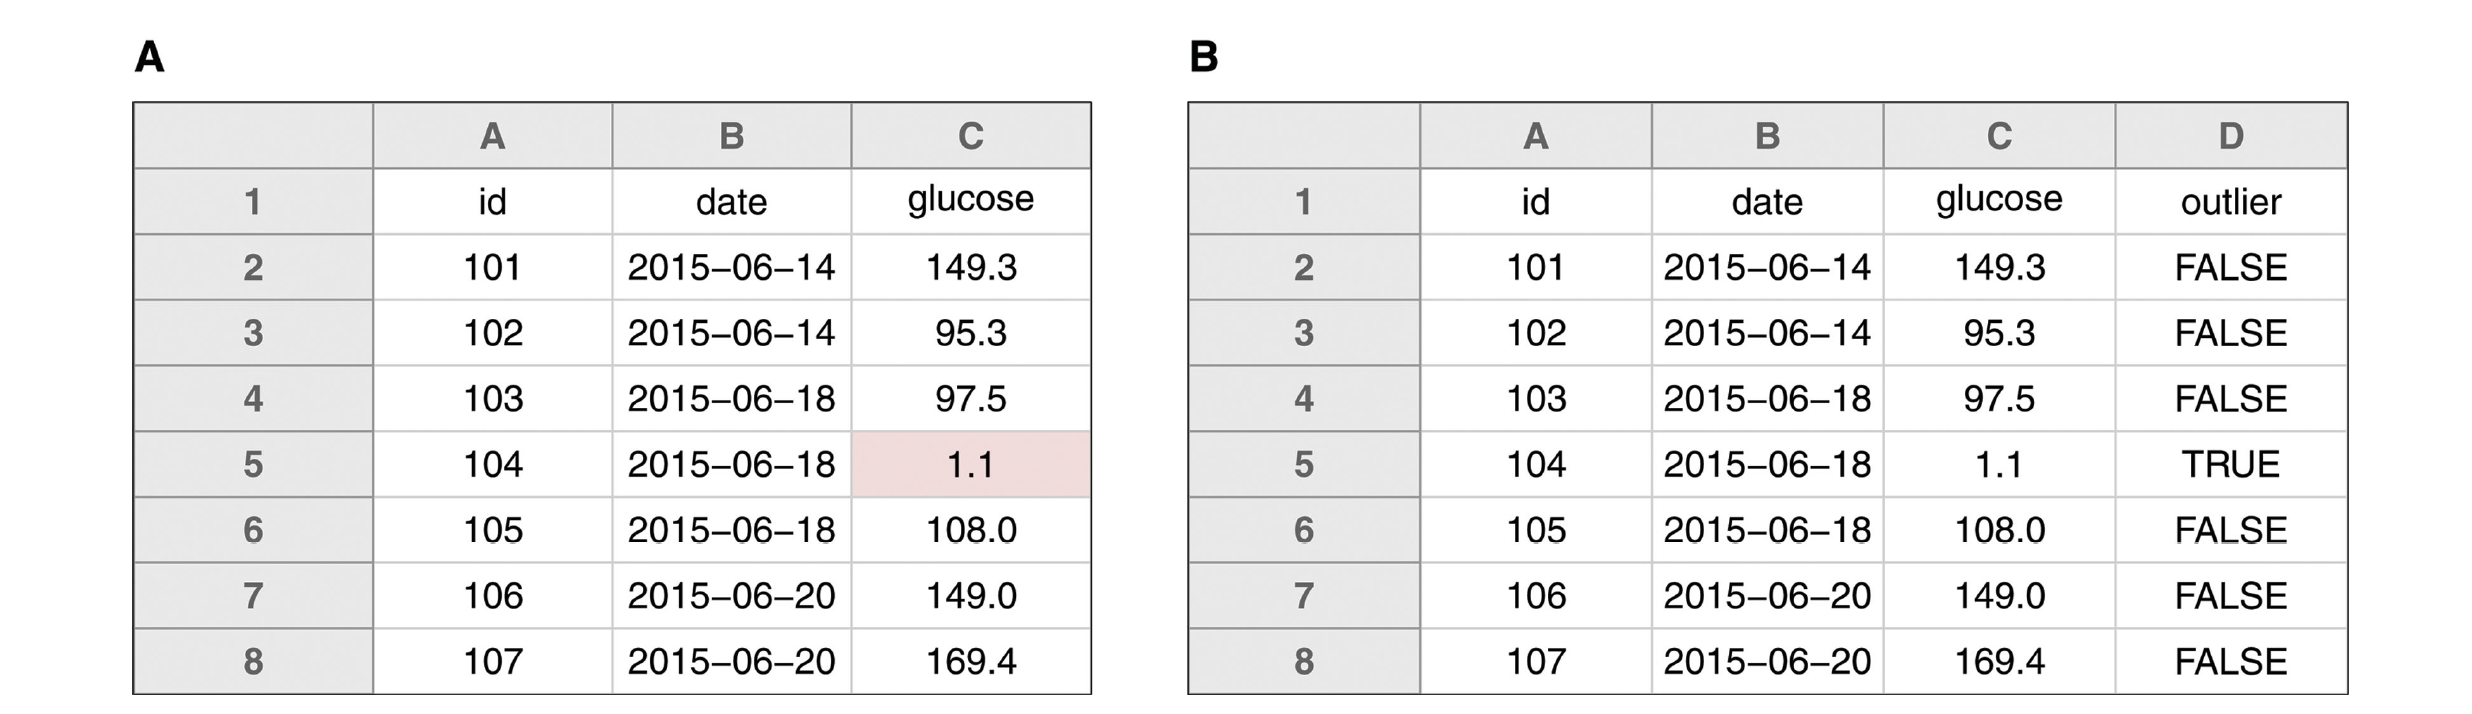 A
A B C
1 id date glucose
2 101 2015–06–14 149.3
3 102 2015–06–14 95.3
4 103 2015–06–18 97.5
5 104 2015–06–18 1.1
6 105 2015–06–18 108.0
7 106 2015–06–20 149.0
8 107 2015–06–20 169.4
B
A B C D
1 id date glucose outlier
2 101 2015–06–14 149.3 FALSE
3 102 2015–06–14 95.3 FALSE
4 103 2015–06–18 97.5 FALSE
5 104 2015–06–18 1.1 TRUE
6 105 2015–06–18 108.0 FALSE
7 106 2015–06–20 149.0 FALSE
8 107 2015–06–20 169.4 FALSE